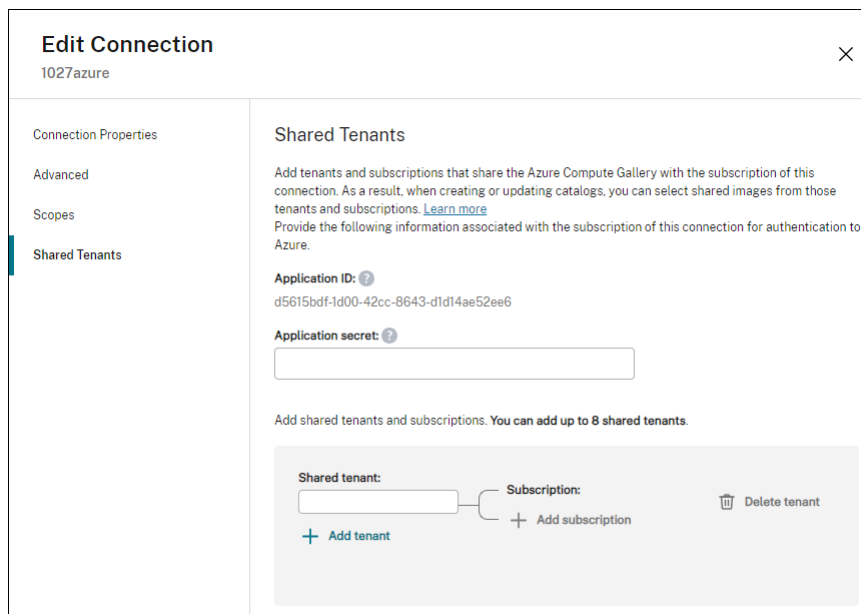 Edit Connection
1027azure
Connection Properties
Advanced
Scopes
Shared Tenants
Shared Tenants
Add tenants and subscriptions that share the Azure Compute Gallery with the subscription of this
connection. As a result, when creating or updating catalogs, you can select shared images from those
tenants and subscriptions. Learn more
Provide the following information associated with the subscription of this connection for authentication to
Azure.
Application ID: ?
d5615bdf-1d00-42cc-8643-d1d14ae52ee6
Application secret: ?
Add shared tenants and subscriptions. You can add up to 8 shared tenants.
Shared tenant:
Subscription:
Add subscription
Delete tenant
Add tenant